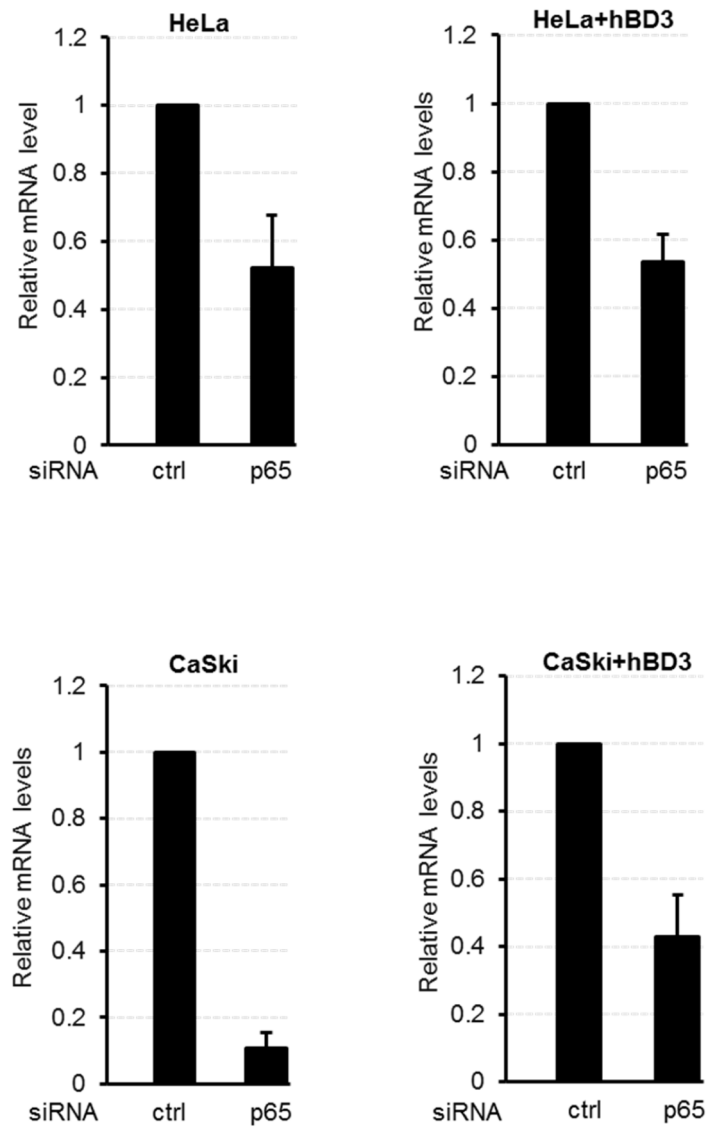 HeLa
Relative mRNA level
1.2
1
0.8
0.6
0.4
0.2
0
siRNA ctrl p65
HeLa+hBD3
Relative mRNA levels
1.2
1
0.8
0.6
0.4
0.2
0
siRNA ctrl p65
CaSki
Relative mRNA levels
1.2
1
0.8
0.6
0.4
0.2
0
siRNA ctrl p65
CaSki+hBD3
Relative mRNA levels
1.2
1
0.8
0.6
0.4
0.2
0
siRNA ctrl p65